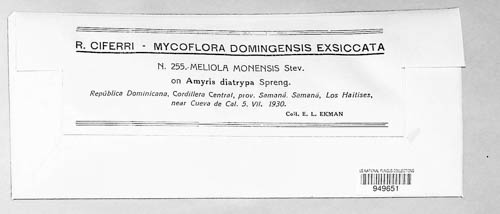 R. CIFERRI - MYCOFLORA DOMINGENSIS EXSICCATA
N. 255.-MELIOLA MONENSIS Stev.
on Amyris diatrypa Spreng.
República Dominicana, Cordillera Central, prov. Samaná. Samaná, Los Haitises,
near Cueva de Cal. 5. VII. 1930.
Coll. E. L. EKMAN
US NATIONAL FUNGUS COLLECTIONS
949651